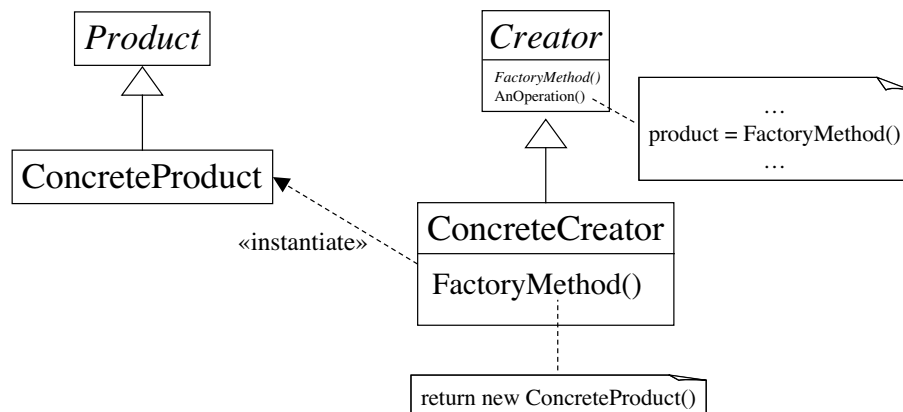 Product
Creator
FactoryMethod()
AnOperation()
...
product = FactoryMethod()
...
ConcreteProduct
ConcreteCreator
«instantiate»
FactoryMethod()
return new ConcreteProduct()